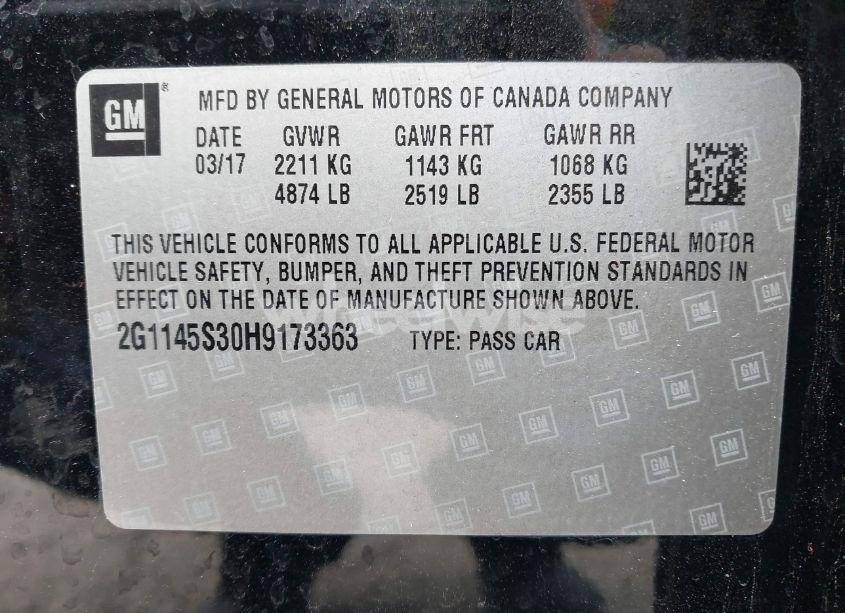 GM®
MFD BY GENERAL MOTORS OF CANADA COMPANY
DATE GVWR GAWR FRT GAWR RR
03/17 2211 KG 1143 KG 1068 KG
4874 LB 2519 LB 2355 LB
THIS VEHICLE CONFORMS TO ALL APPLICABLE U.S. FEDERAL MOTOR
VEHICLE SAFETY, BUMPER, AND THEFT PREVENTION STANDARDS IN
EFFECT ON THE DATE OF MANUFACTURE SHOWN ABOVE.
wheelwise
2G1145S30H9173363 TYPE: PASS CAR